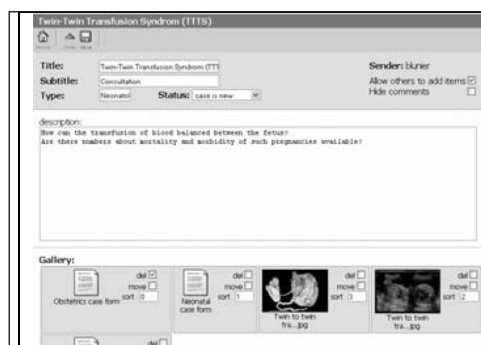 Twin-Twin Transfusion Syndrom (TTTS)
Title: Twin-Twin Transfusion Syndrom (TTT
Sender: blunier
Subtitle: Consultation
Allow others to add items
Type: Neonatol Status: case is new
Hide comments
description:
How can the transfusion of blood balanced between the fetus?
Are there numbers about mortality and morbidity of such pregnancies available?
Gallery:
del del del del
move move move move
sort 0 sort 1 sort 3 sort 2
Obstetrics case form
Neonatal
case form
Twin to twin
tra...jpg
Twin to twin
tra...jpg
del